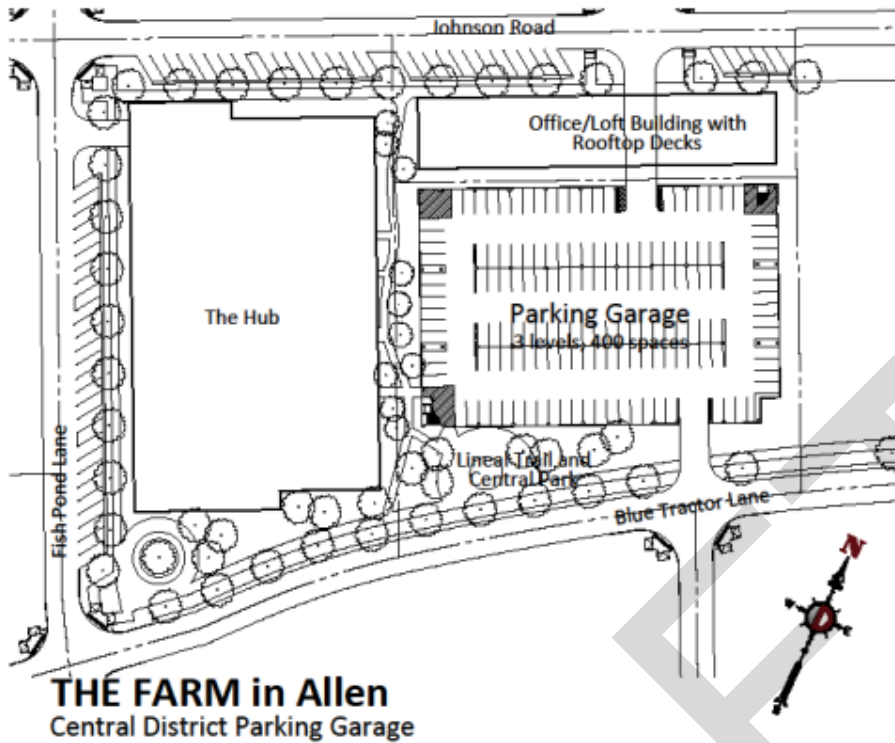 Johnson Road
Office/Loft Building with
Rooftop Decks
The Hub
Parking Garage
3 levels, 400 spaces
Fish Pond Lane
Lineal Trail and
Central Park
Blue Tractor Lane
N
THE FARM in Allen
Central District Parking Garage